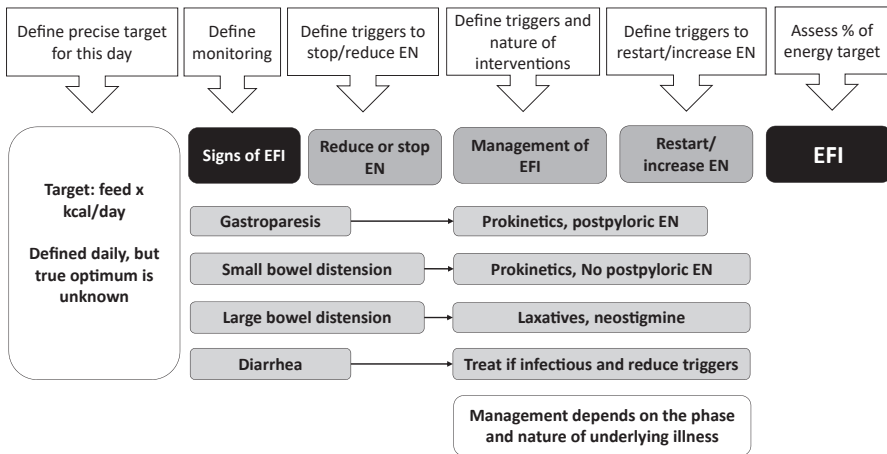 Define precise target
for this day
Define
monitoring
Define triggers to
stop/reduce EN
Define triggers and
nature of
interventions
Define triggers to
restart/increase EN
Assess % of
energy target
Target: feed x
kcal/day
Defined daily, but
true optimum is
unknown
Signs of EFI
Reduce or stop
EN
Management of
EFI
Restart/
increase EN
EFI
Gastroparesis
Prokinetics, postpyloric EN
Small bowel distension
Prokinetics, No postpyloric EN
Large bowel distension
Laxatives, neostigmine
Diarrhea
Treat if infectious and reduce triggers
Management depends on the phase
and nature of underlying illness